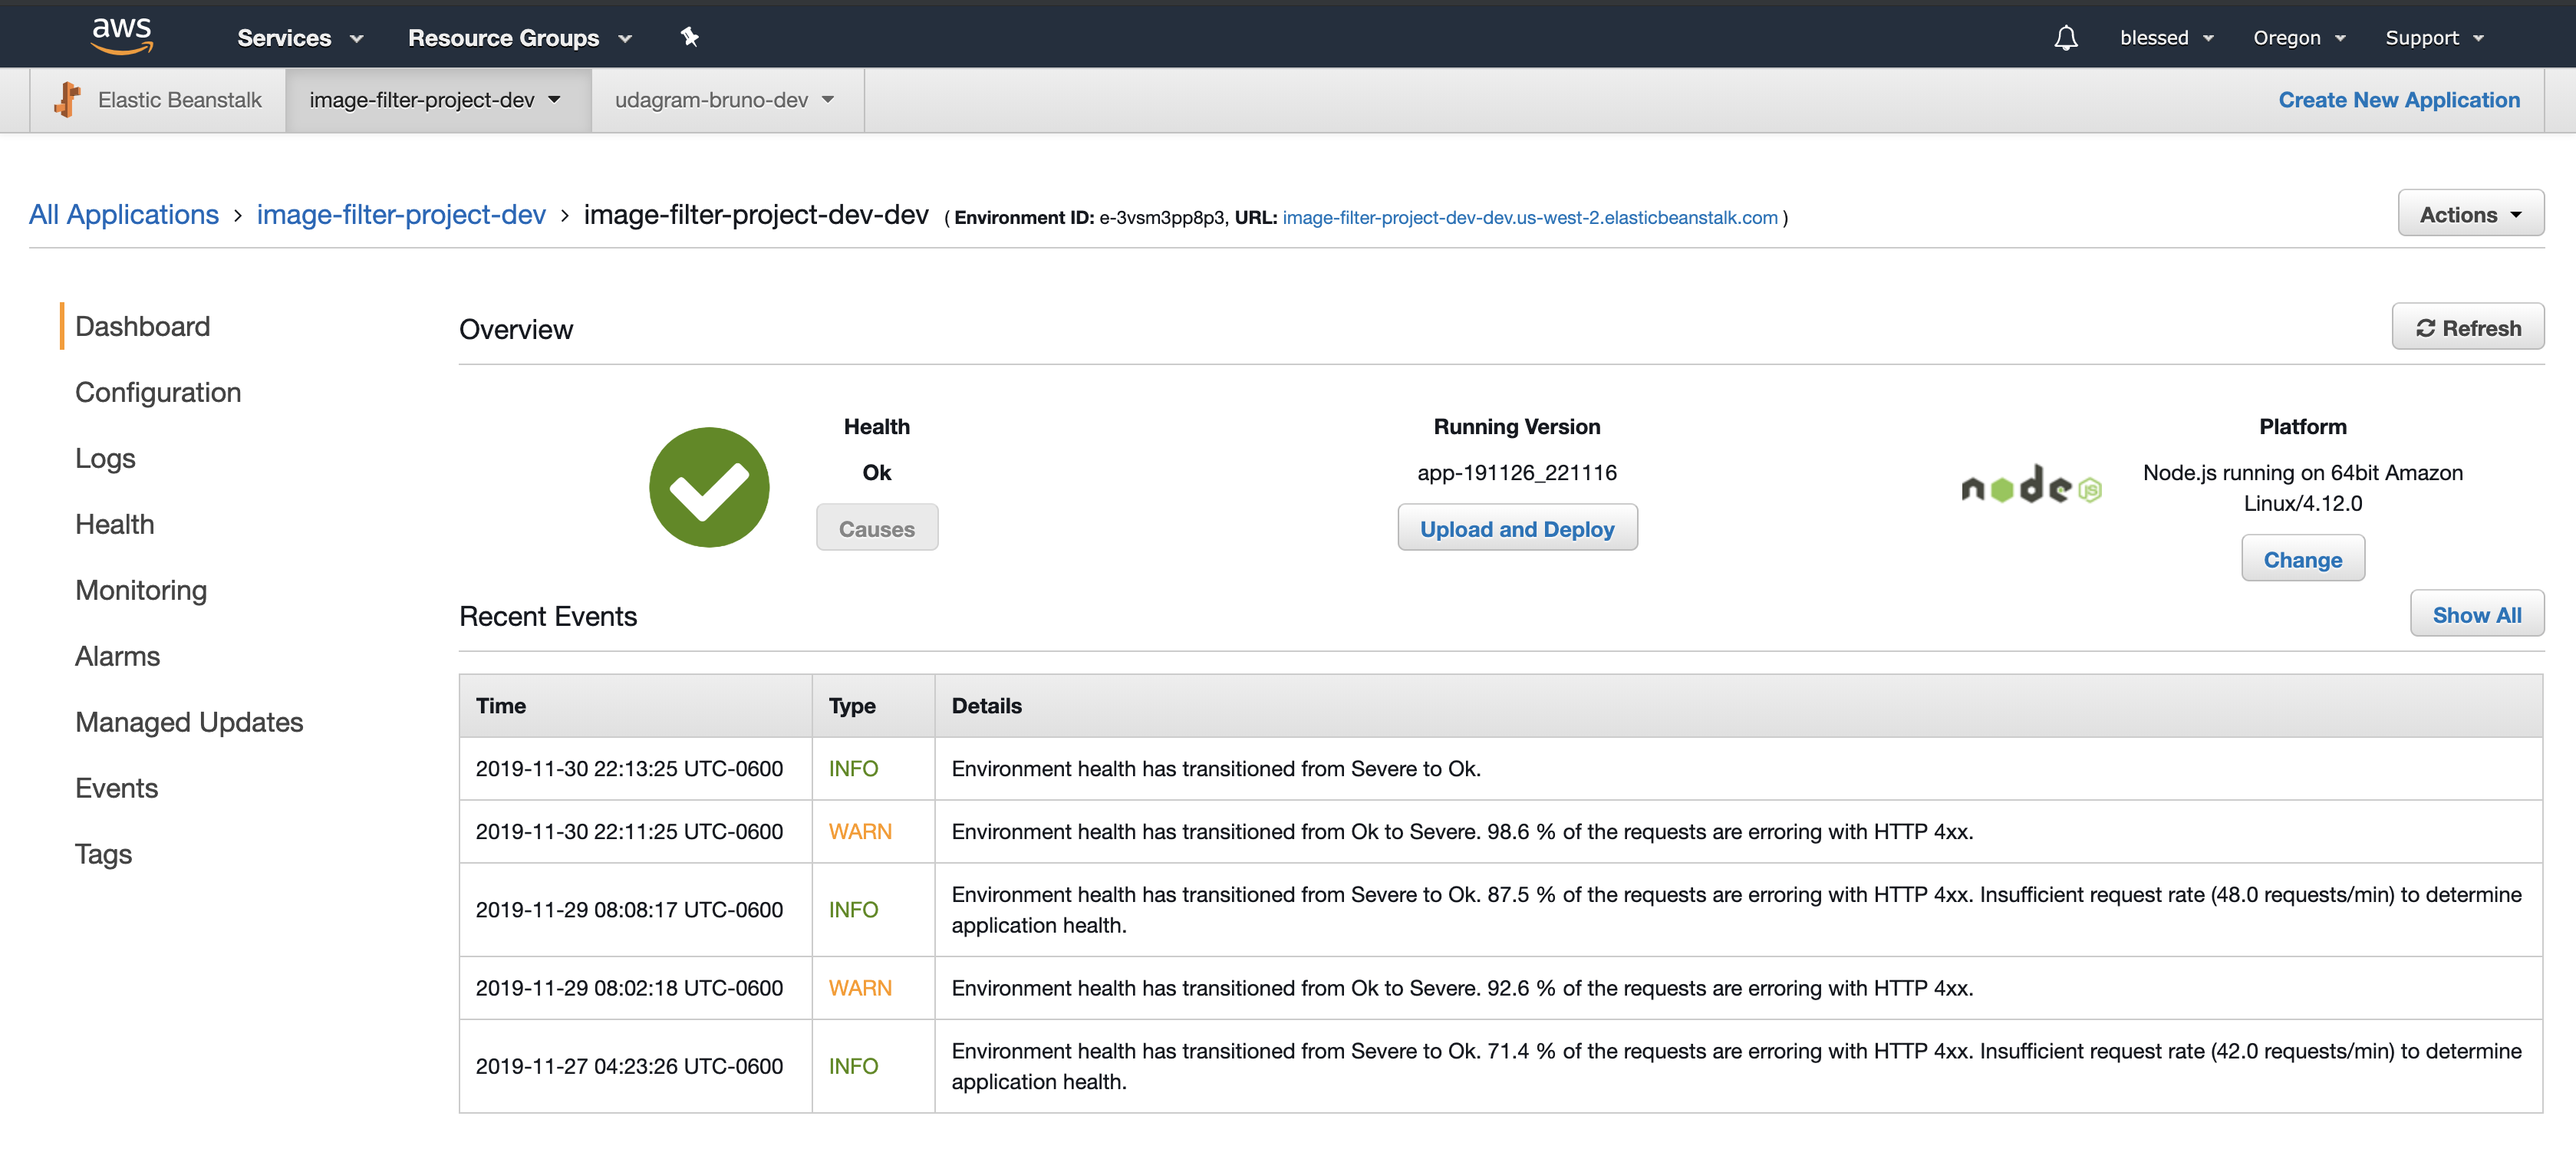 aws Services Resource Groups blessed Oregon Support
Elastic Beanstalk image-filter-project-dev udagram-bruno-dev Create New Application
All Applications › image-filter-project-dev › image-filter-project-dev-dev ( Environment ID: e-3vsm3pp8p3, URL: image-filter-project-dev-dev.us-west-2.elasticbeanstalk.com ) Actions
Dashboard
Configuration
Logs
Health
Monitoring
Alarms
Managed Updates
Events
Tags
Overview Refresh
Health
Ok
Causes
Running Version
app-191126_221116
Upload and Deploy
node JS
Platform
Node.js running on 64bit Amazon
Linux/4.12.0
Change
Recent Events Show All
Time Type Details
2019-11-30 22:13:25 UTC-0600 INFO Environment health has transitioned from Severe to Ok.
2019-11-30 22:11:25 UTC-0600 WARN Environment health has transitioned from Ok to Severe. 98.6 % of the requests are erroring with HTTP 4xx.
2019-11-29 08:08:17 UTC-0600 INFO Environment health has transitioned from Severe to Ok. 87.5 % of the requests are erroring with HTTP 4xx. Insufficient request rate (48.0 requests/min) to determine
application health.
2019-11-29 08:02:18 UTC-0600 WARN Environment health has transitioned from Ok to Severe. 92.6 % of the requests are erroring with HTTP 4xx.
2019-11-27 04:23:26 UTC-0600 INFO Environment health has transitioned from Severe to Ok. 71.4 % of the requests are erroring with HTTP 4xx. Insufficient request rate (42.0 requests/min) to determine
application health.